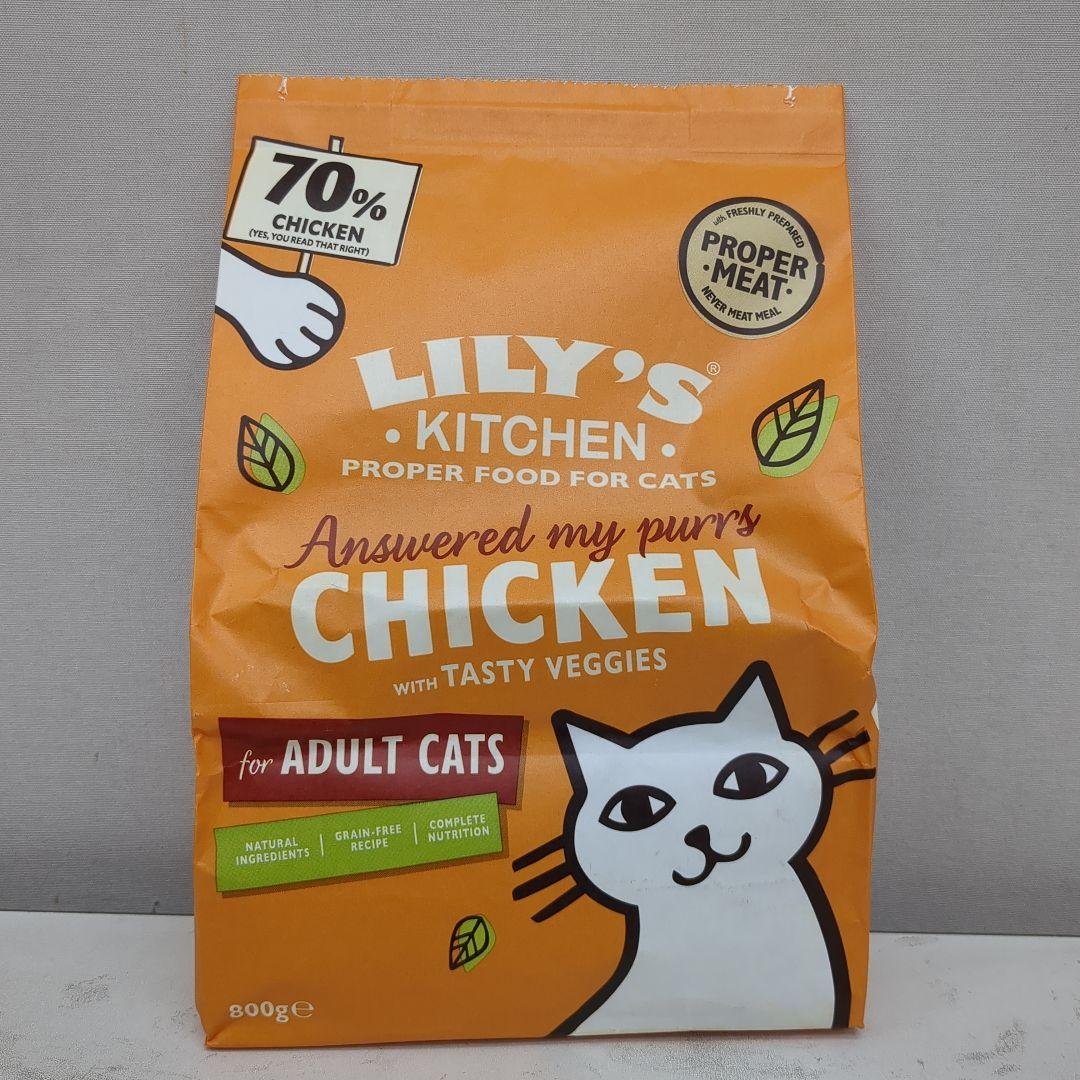 70%
CHICKEN
(YES, YOU READ THAT RIGHT)
with FRESHLY PREPARED
PROPER
·MEAT·
NEVER MEAT MEAL
LILY'S®
• KITCHEN •
PROPER FOOD FOR CATS
Answered my purrs
CHICKEN
WITH TASTY VEGGIES
for ADULT CATS
NATURAL
INGREDIENTS
GRAIN-FREE
RECIPE
COMPLETE
NUTRITION
800g℮